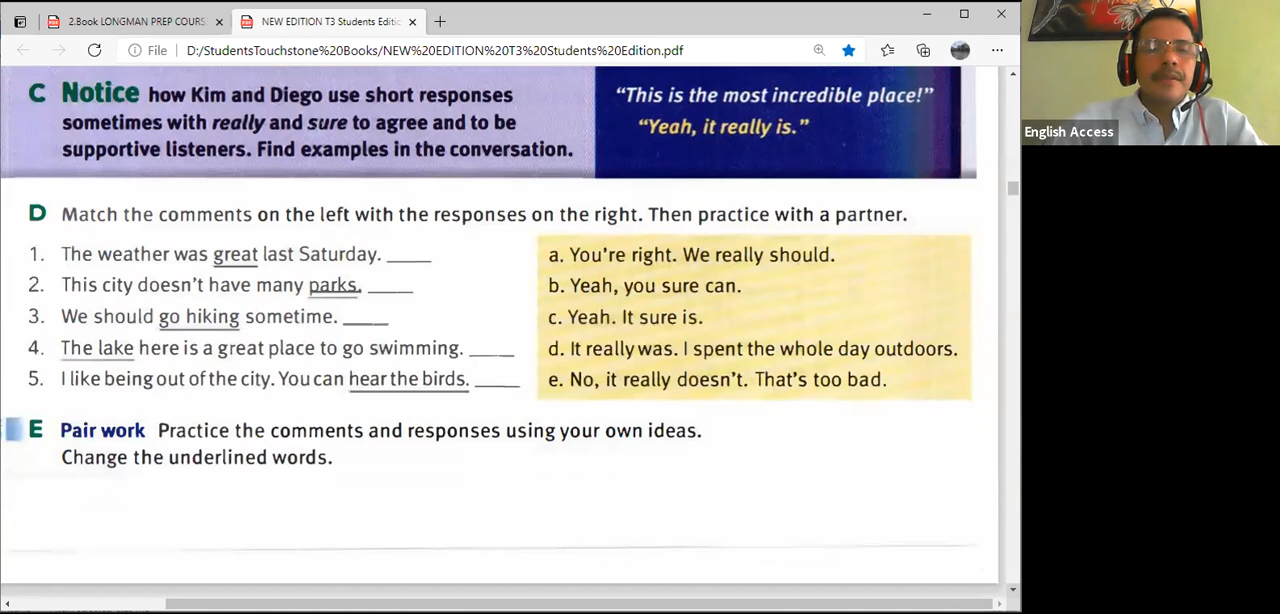 2.Book LONGMAN PREP COURS
NEW EDITION T3 Students Editic
File
D:/StudentsTouchstone%20Books/NEW%20EDITION%20T3%20Students%20Edition.pdf
C Notice how Kim and Diego use short responses
sometimes with really and sure to agree and to be
supportive listeners. Find examples in the conversation.
“This is the most incredible place!”
“Yeah, it really is.”
D Match the comments on the left with the responses on the right. Then practice with a partner.
1. The weather was great last Saturday. ____
2. This city doesn’t have many parks. ____
3. We should go hiking sometime. ____
4. The lake here is a great place to go swimming. ____
5. I like being out of the city. You can hear the birds. ____
a. You’re right. We really should.
b. Yeah, you sure can.
c. Yeah. It sure is.
d. It really was. I spent the whole day outdoors.
e. No, it really doesn’t. That’s too bad.
E Pair work Practice the comments and responses using your own ideas.
Change the underlined words.
English Access